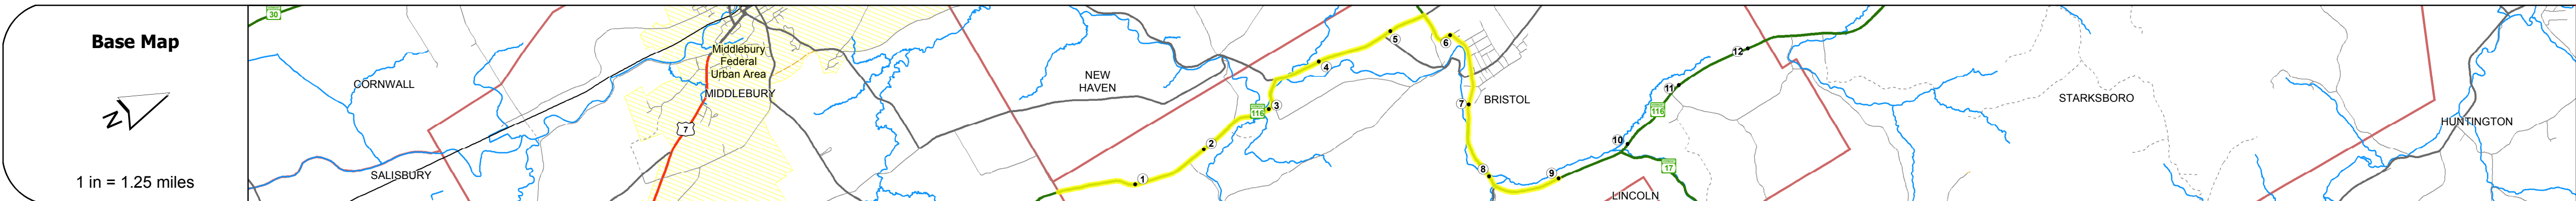 Base Map
N
1 in = 1.25 miles
30
CORNWALL
SALISBURY
Middlebury
Federal
Urban Area
MIDDLEBURY
7
NEW
HAVEN
1
2
116
3
4
5
6
7
BRISTOL
8
9
10
11
116
12
17
LINCOLN
STARKSBORO
HUNTINGTON